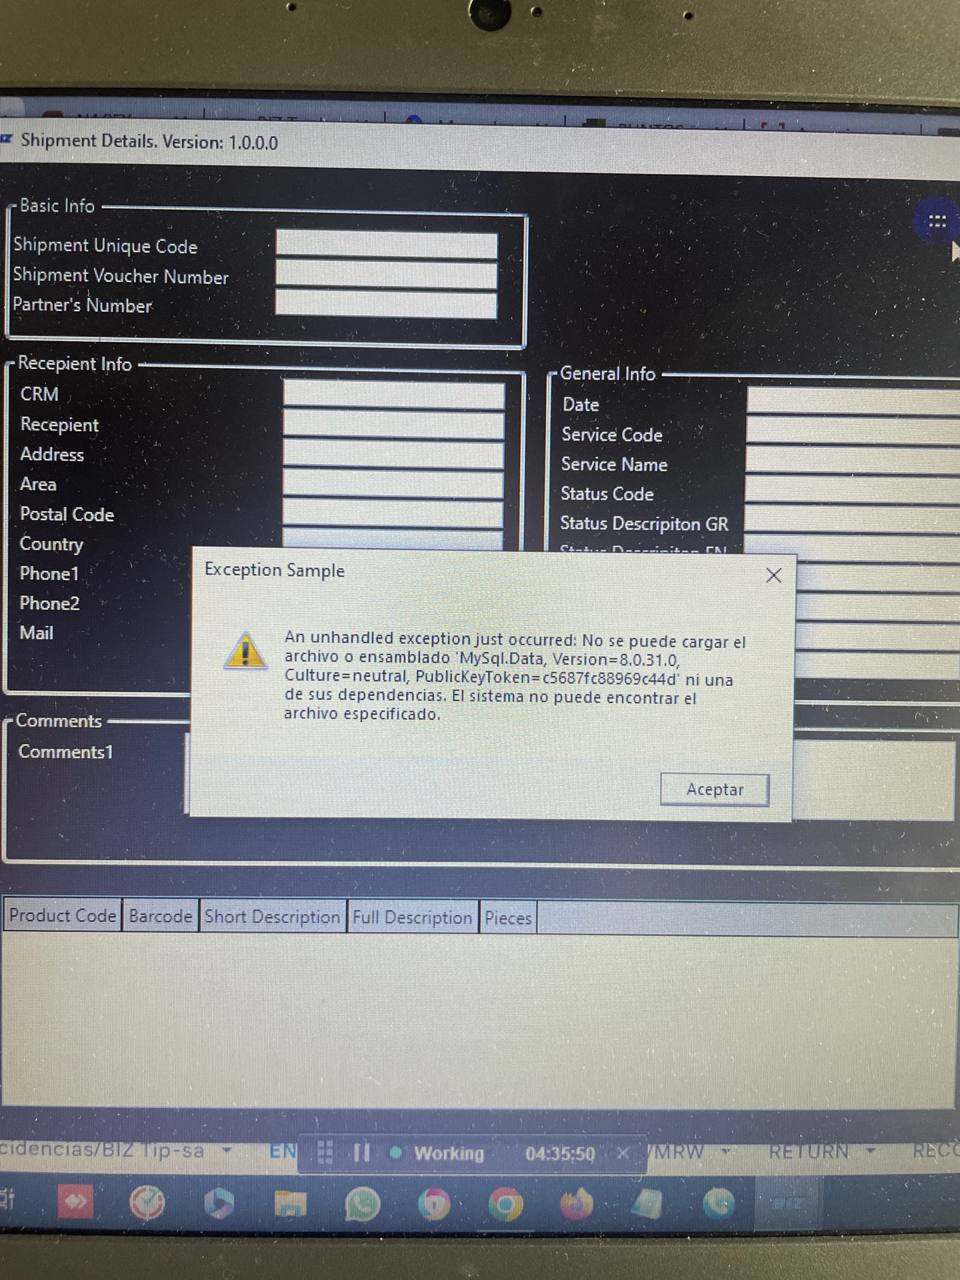 Shipment Details. Version: 1.0.0.0
Basic Info
Shipment Unique Code
Shipment Voucher Number
Partner's Number
Recepient Info
CRM
Recepient
Address
Area
Postal Code
Country
Phone1
Phone2
Mail
General Info
Date
Service Code
Service Name
Status Code
Status Descripiton GR
Exception Sample
An unhandled exception just occurred: No se puede cargar el
archivo o ensamblado 'MySql.Data, Version=8.0.31.0,
Culture=neutral, PublicKeyToken=c5687fc88969c44d' ni una
de sus dependencias. El sistema no puede encontrar el
archivo especificado.
Aceptar
Comments
Comments1
Product Code Barcode Short Description Full Description Pieces
cidencias/BIZ Tip-sa EN Working 04:35:50 /MRW RETURN RECO